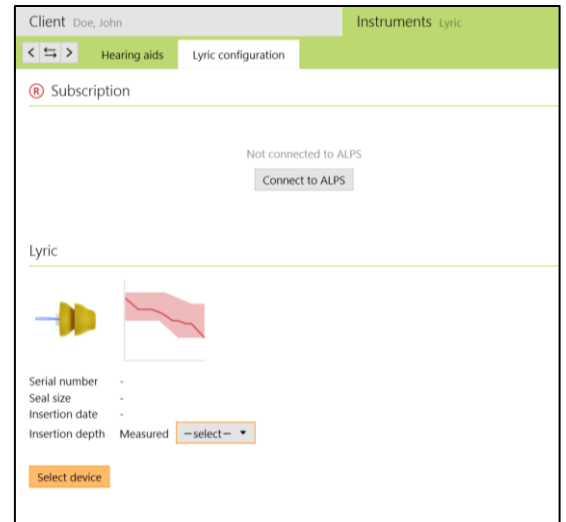 Client Doe, John Instruments Lyric
< ⇆ > Hearing aids Lyric configuration
R Subscription
Not connected to ALPS
Connect to ALPS
Lyric
Serial number -
Seal size -
Insertion date -
Insertion depth Measured —select—
Select device